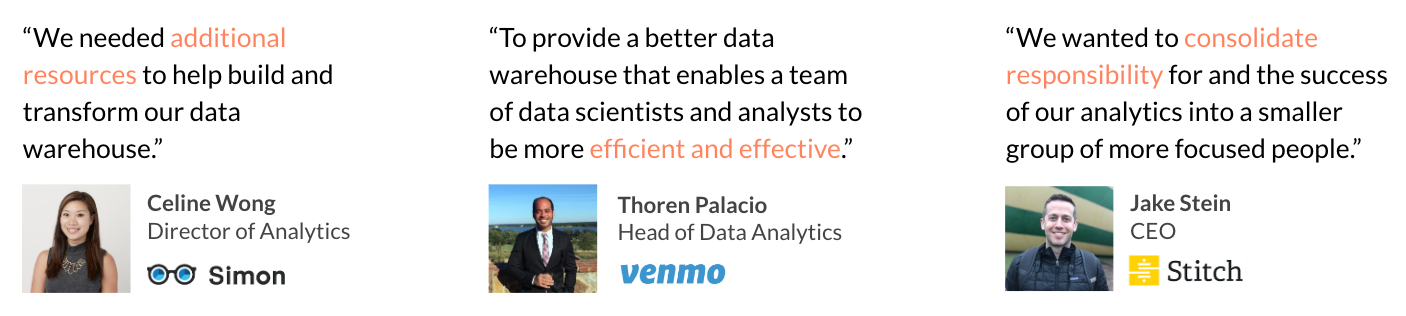 “We needed additional
resources to help build and
transform our data
warehouse.”
Celine Wong
Director of Analytics
Simon
“To provide a better data
warehouse that enables a team
of data scientists and analysts to
be more efficient and effective.”
Thoren Palacio
Head of Data Analytics
venmo
“We wanted to consolidate
responsibility for and the success
of our analytics into a smaller
group of more focused people.”
Jake Stein
CEO
Stitch